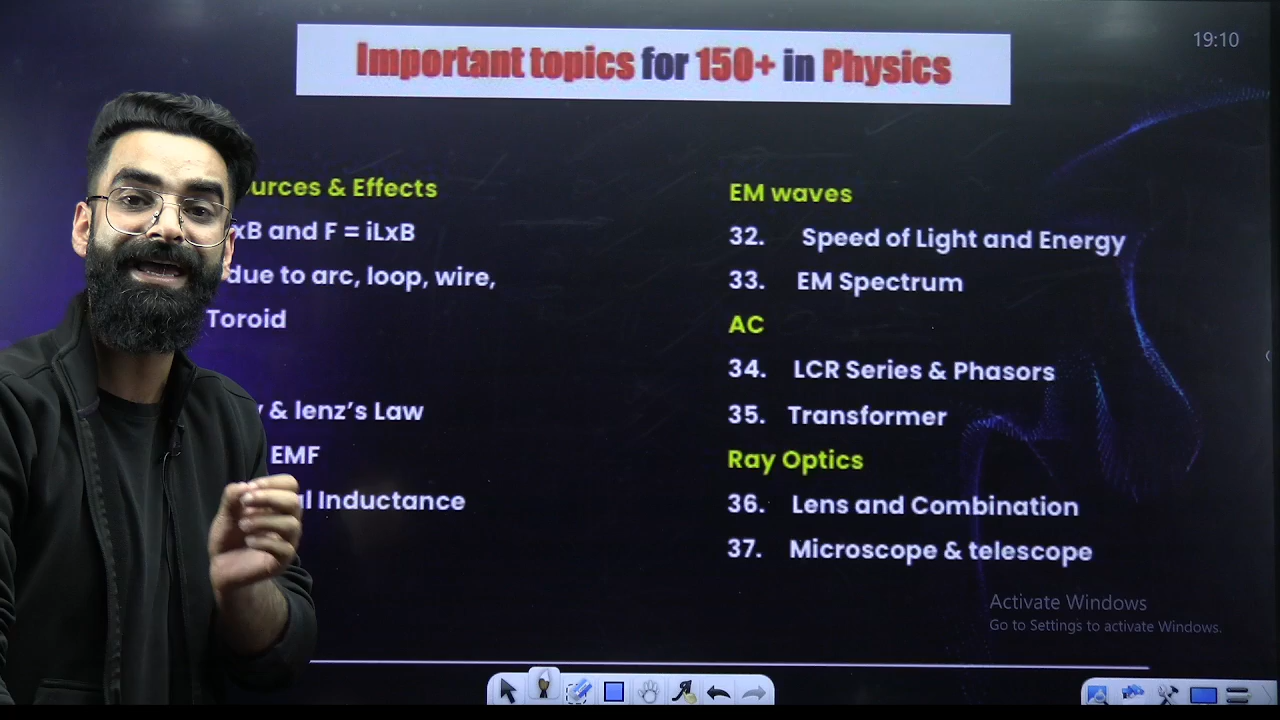 Important topics for 150+ in Physics
19:10
urces & Effects
xB and F = iLxB
due to arc, loop, wire,
Toroid
& lenz's Law
EMF
l Inductance
EM waves
32. Speed of Light and Energy
33. EM Spectrum
AC
34. LCR Series & Phasors
35. Transformer
Ray Optics
36. Lens and Combination
37. Microscope & telescope
Activate Windows
Go to Settings to activate Windows.